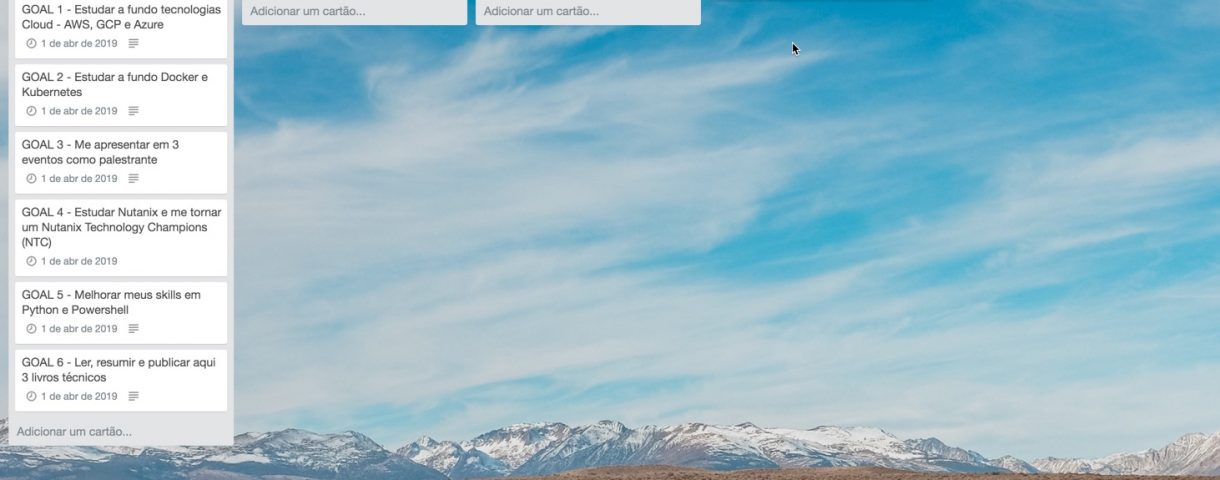 GOAL 1 - Estudar a fundo tecnologias
Cloud - AWS, GCP e Azure
1 de abr de 2019
GOAL 2 - Estudar a fundo Docker e
Kubernetes
1 de abr de 2019
GOAL 3 - Me apresentar em 3
eventos como palestrante
1 de abr de 2019
GOAL 4 - Estudar Nutanix e me tornar
um Nutanix Technology Champions
(NTC)
1 de abr de 2019
GOAL 5 - Melhorar meus skills em
Python e Powershell
1 de abr de 2019
GOAL 6 - Ler, resumir e publicar aqui
3 livros técnicos
1 de abr de 2019
Adicionar um cartão...
Adicionar um cartão...
Adicionar um cartão...